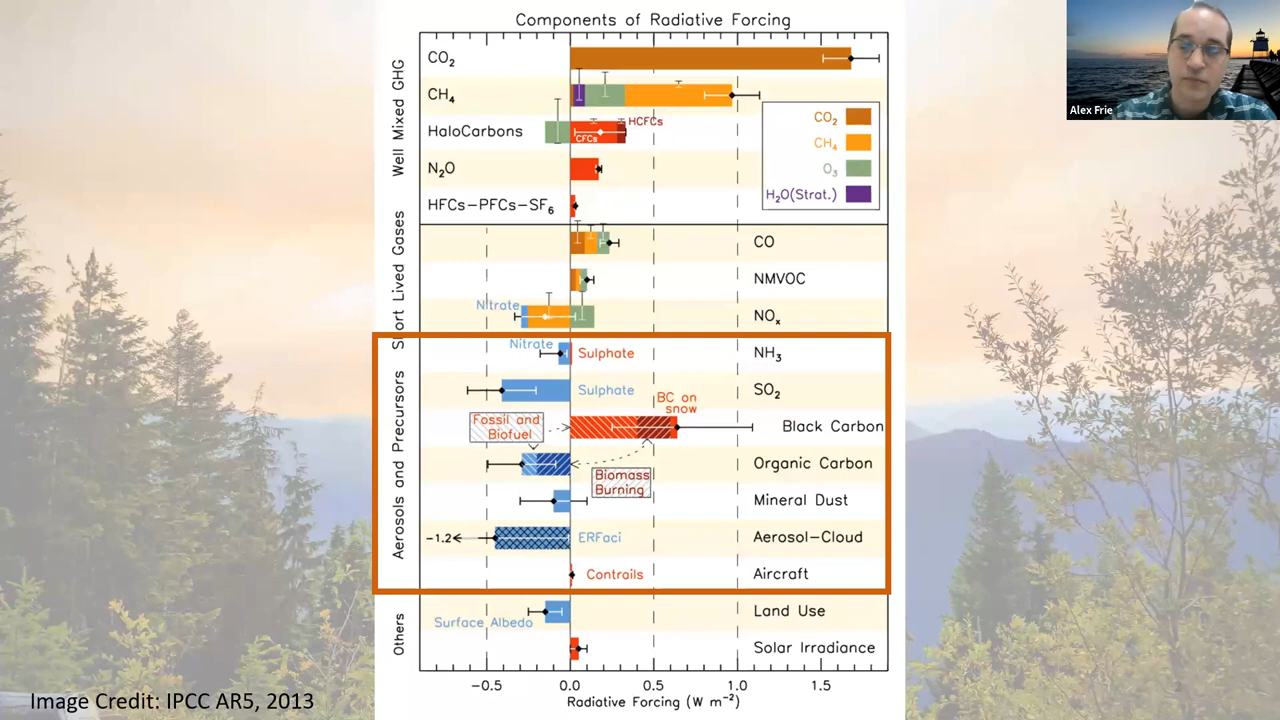 Components of Radiative Forcing
Alex Frie
Well Mixed GHG
CO2
CH4
HaloCarbons
HCFCs
CFCs
N2O
HFCs-PFCs-SF6
CO2
CH4
O3
H2O(Strat.)
Short Lived Gases
CO
NMVOC
Nitrate
NOx
Aerosols and Precursors
Nitrate
Sulphate
NH3
Sulphate
SO2
BC on
snow
Fossil and
Biofuel
Black Carbon
Organic Carbon
Biomass
Burning
Mineral Dust
-1.2
ERFaci
Aerosol-Cloud
Contrails
Aircraft
Others
Land Use
Surface Albedo
Solar Irradiance
-0.5 0.0 0.5 1.0 1.5
Radiative Forcing (W m-2)
Image Credit: IPCC AR5, 2013